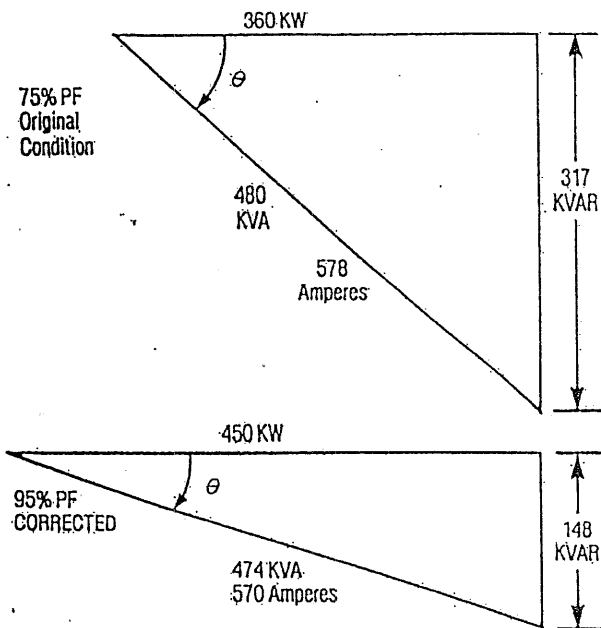 360 KW
θ
75% PF
Original
Condition
480
KVA
578
Amperes
317
KVAR
450 KW
θ
95% PF
CORRECTED
474 KVA
570 Amperes
148
KVAR